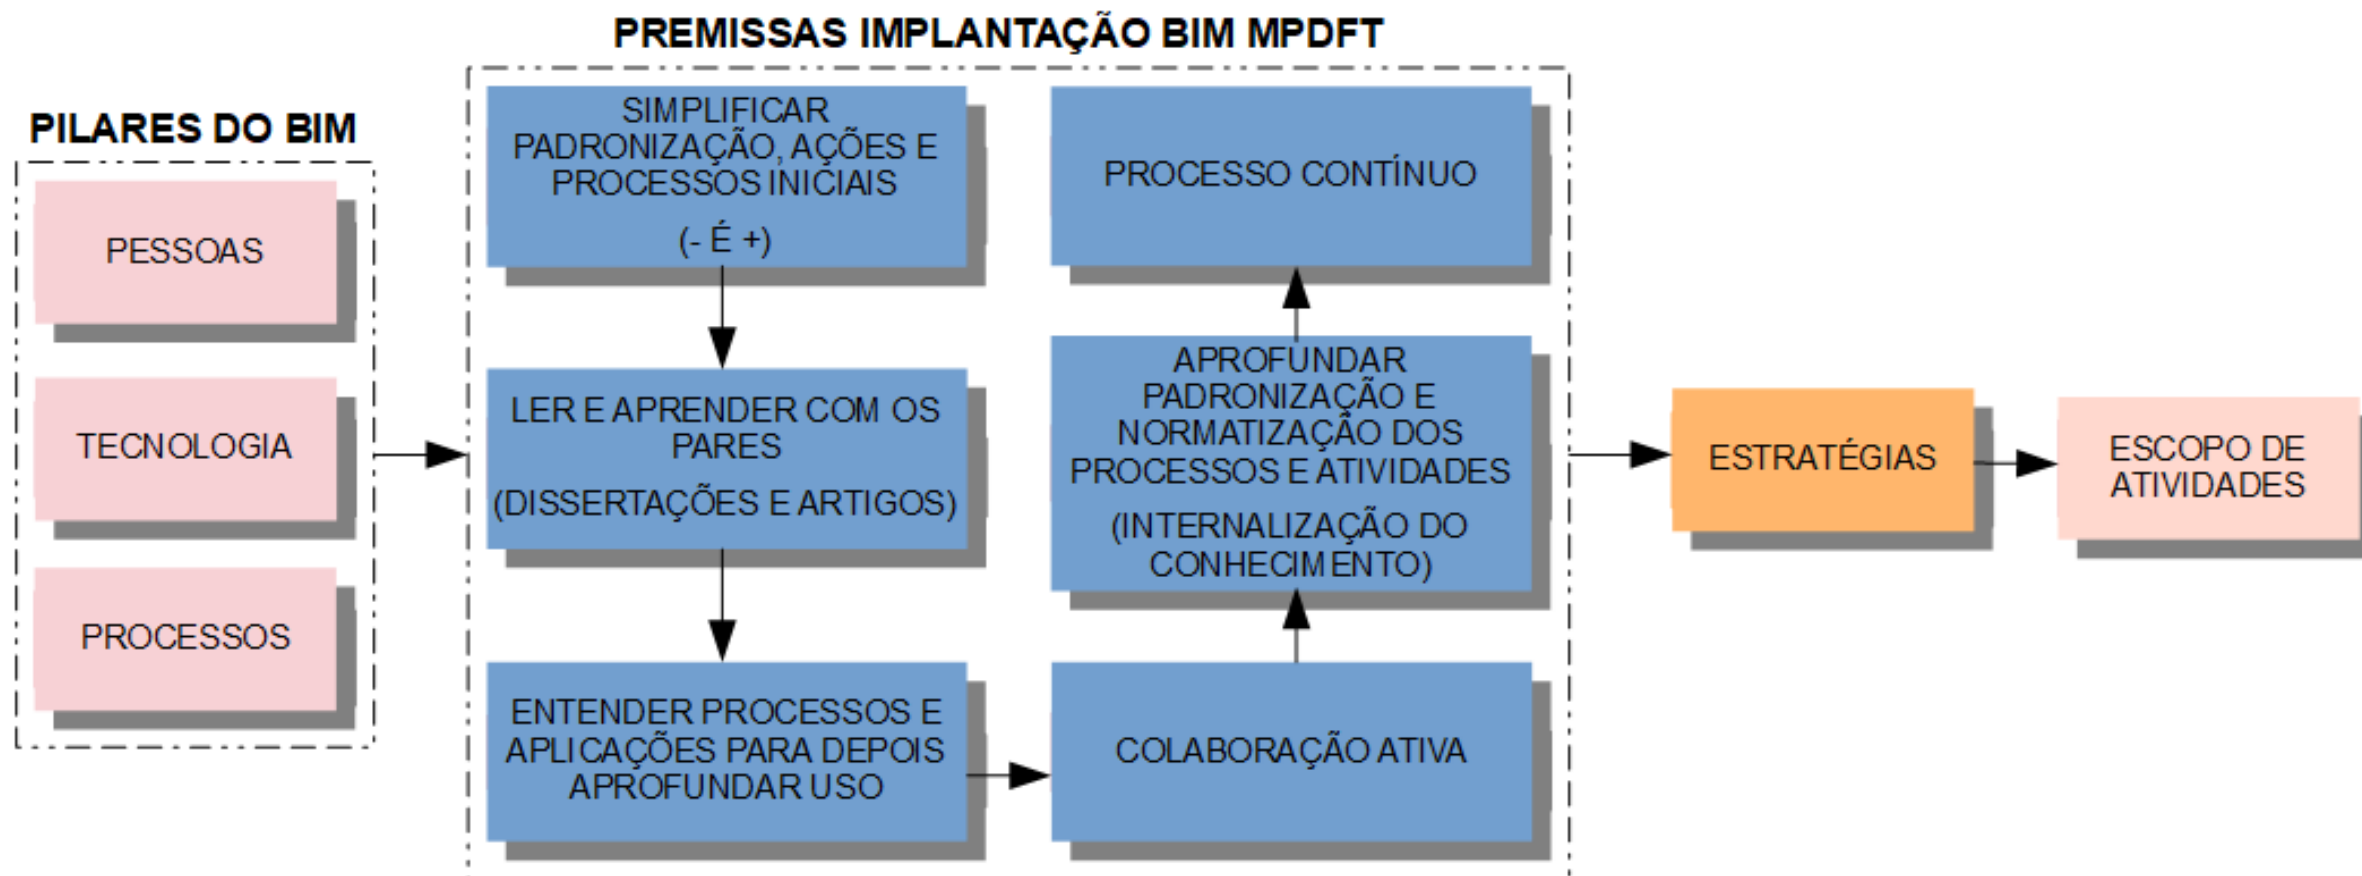 PREMISSAS IMPLANTAÇÃO BIM MPDFT
PILARES DO BIM
PESSOAS
TECNOLOGIA
PROCESSOS
SIMPLIFICAR
PADRONIZAÇÃO, AÇÕES E
PROCESSOS INICIAIS
(- É +)
LER E APRENDER COM OS
PARES
(DISSERTAÇÕES E ARTIGOS)
ENTENDER PROCESSOS E
APLICAÇÕES PARA DEPOIS
APROFUNDAR USO
COLABORAÇÃO ATIVA
APROFUNDAR
PADRONIZAÇÃO E
NORMATIZAÇÃO DOS
PROCESSOS E ATIVIDADES
(INTERNALIZAÇÃO DO
CONHECIMENTO)
PROCESSO CONTÍNUO
ESTRATÉGIAS
ESCOPO DE
ATIVIDADES